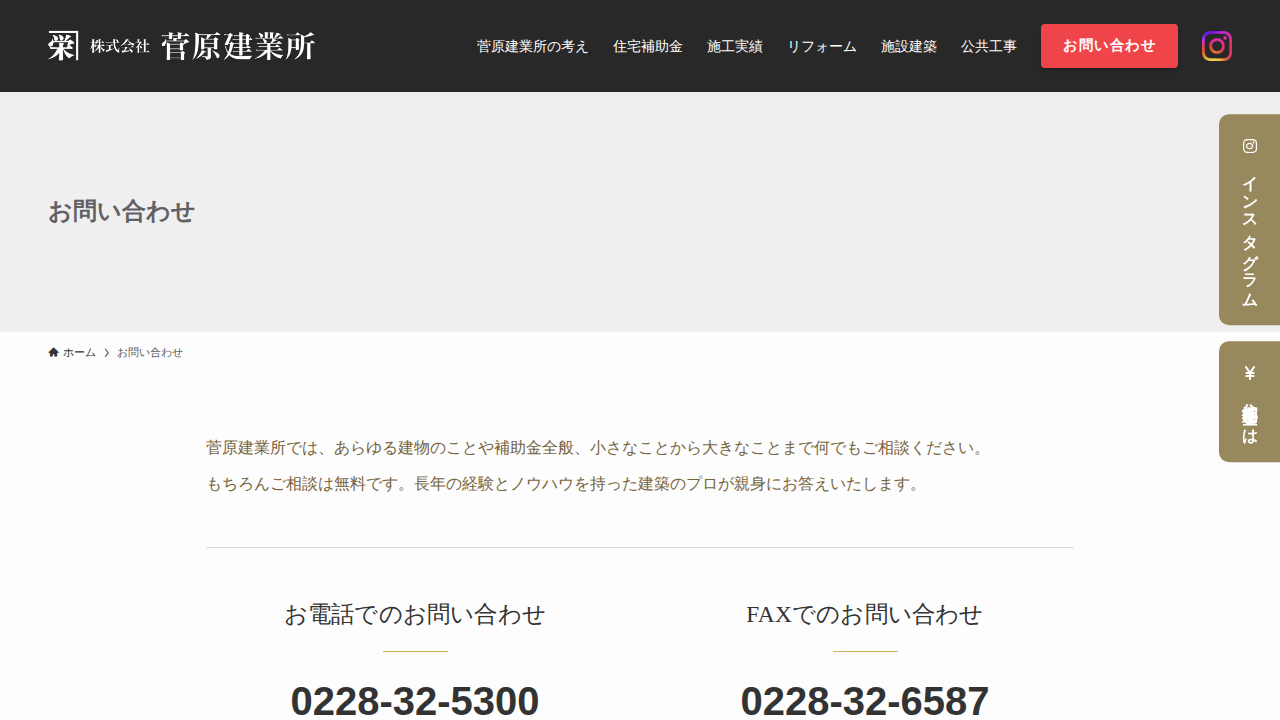 栄 株式会社 菅原建業所
菅原建業所の考え 住宅補助金 施工実績 リフォーム 施設建築 公共工事 お問い合わせ
お問い合わせ
インスタグラム
ホーム お問い合わせ
¥
菅原建業所では、あらゆる建物のことや補助金全般、小さなことから大きなことまで何でもご相談ください。
もちろんご相談は無料です。長年の経験とノウハウを持った建築のプロが親身にお答えいたします。
お電話でのお問い合わせ
FAXでのお問い合わせ
0228-32-5300
0228-32-6587